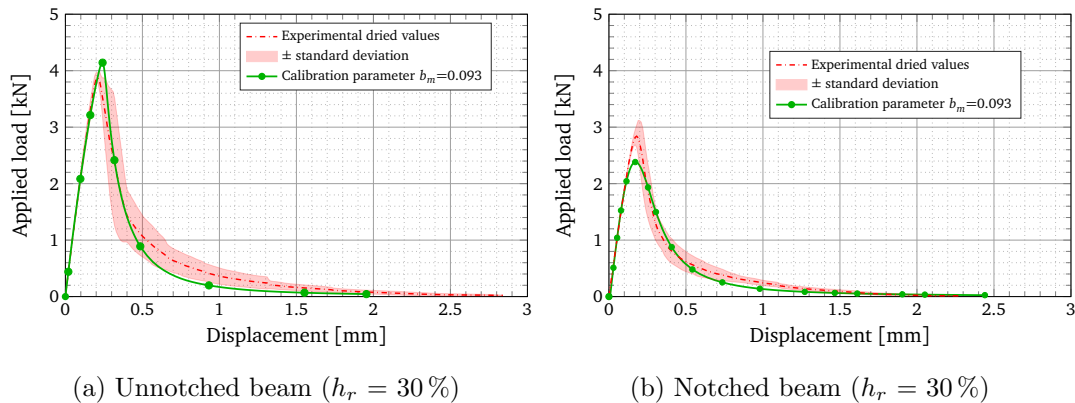 5
4
3
2
1
0
0
0.5
1
1.5
2
2.5
3
Applied load [kN]
Displacement [mm]
Experimental dried values
± standard deviation
Calibration parameter b_m=0.093
(a) Unnotched beam (h_r = 30 %)
5
4
3
2
1
0
0
0.5
1
1.5
2
2.5
3
Applied load [kN]
Displacement [mm]
Experimental dried values
± standard deviation
Calibration parameter b_m=0.093
(b) Notched beam (h_r = 30 %)